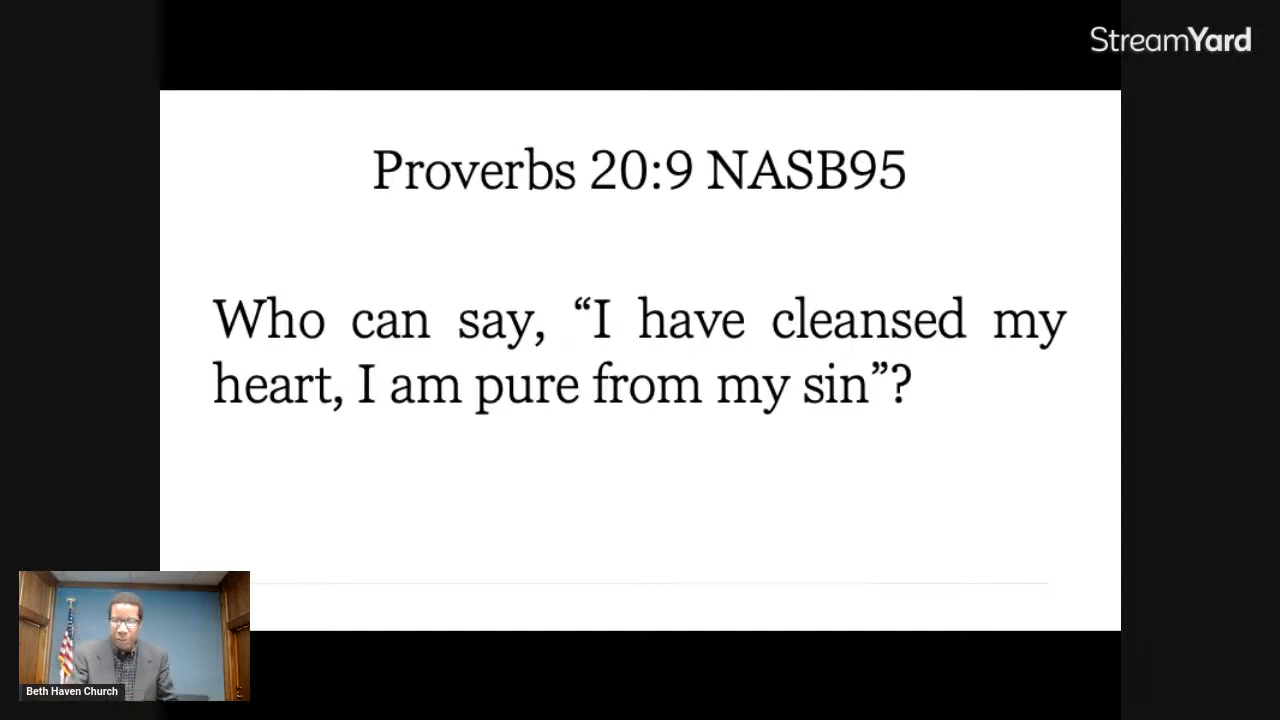 StreamYard
Proverbs 20:9 NASB95
Who can say, “I have cleansed my
heart, I am pure from my sin”?
Beth Haven Church